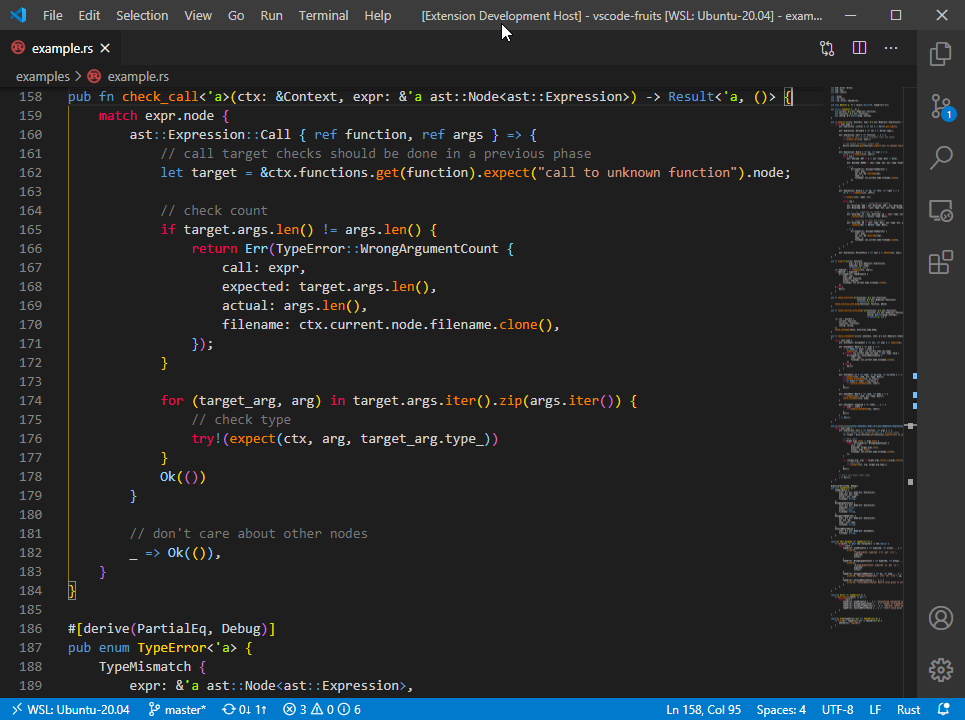 File Edit Selection View Go Run Terminal Help [Extension Development Host] - vscode-fruits [WSL: Ubuntu-20.04] - exam...
example.rs
examples > example.rs
158 pub fn check_call<'a>(ctx: &Context, expr: &'a ast::Node<ast::Expression>) -> Result<'a, ()> {
159     match expr.node {
160         ast::Expression::Call { ref function, ref args } => {
161             // call target checks should be done in a previous phase
162             let target = &ctx.functions.get(function).expect("call to unknown function").node;
163
164             // check count
165             if target.args.len() != args.len() {
166                 return Err(TypeError::WrongArgumentCount {
167                     call: expr,
168                     expected: target.args.len(),
169                     actual: args.len(),
170                     filename: ctx.current.node.filename.clone(),
171                 });
172             }
173
174             for (target_arg, arg) in target.args.iter().zip(args.iter()) {
175                 // check type
176                 try!(expect(ctx, arg, target_arg.type_))
177             }
178             Ok(())
179         }
180
181         // don't care about other nodes
182         _ => Ok(()),
183     }
184 }
185
186 #[derive(PartialEq, Debug)]
187 pub enum TypeError<'a> {
188     TypeMismatch {
189         expr: &'a ast::Node<ast::Expression>,
1
WSL: Ubuntu-20.04 master* 0↓ 1↑ 3 0 6 Ln 158, Col 95 Spaces: 4 UTF-8 LF Rust